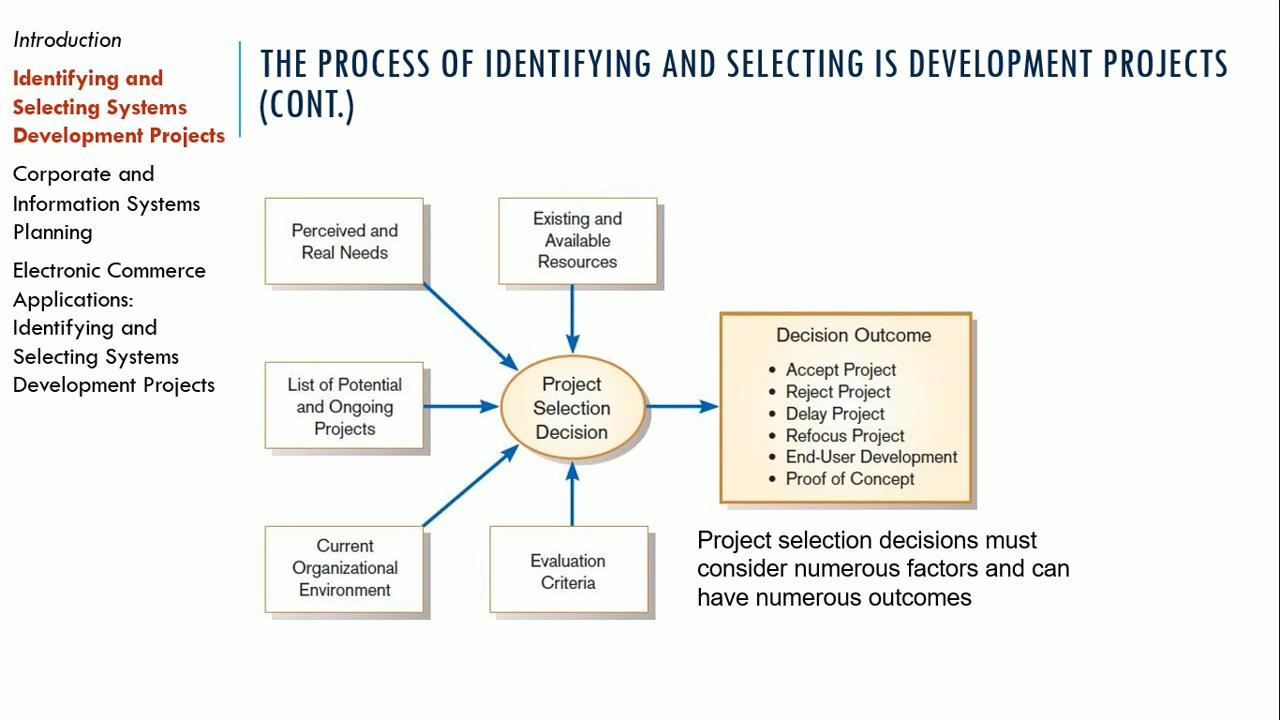 Introduction
Identifying and
Selecting Systems
Development Projects
Corporate and
Information Systems
Planning
Electronic Commerce
Applications:
Identifying and
Selecting Systems
Development Projects
THE PROCESS OF IDENTIFYING AND SELECTING IS DEVELOPMENT PROJECTS
(CONT.)
Perceived and
Real Needs
Existing and
Available
Resources
List of Potential
and Ongoing
Projects
Project
Selection
Decision
Decision Outcome
• Accept Project
• Reject Project
• Delay Project
• Refocus Project
• End-User Development
• Proof of Concept
Current
Organizational
Environment
Evaluation
Criteria
Project selection decisions must
consider numerous factors and can
have numerous outcomes